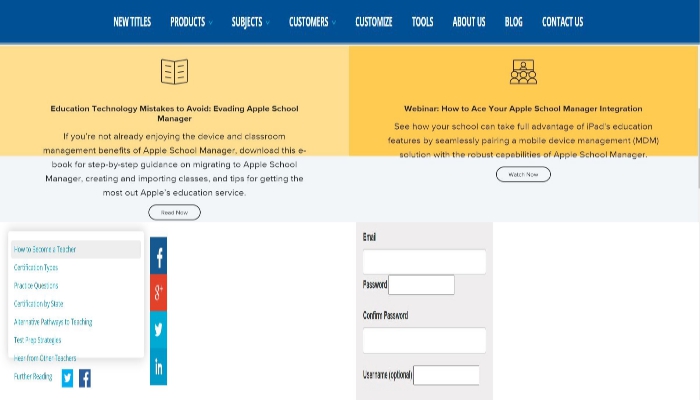 NEW TITLES PRODUCTS SUBJECTS CUSTOMERS CUSTOMIZE TOOLS ABOUT US BLOG CONTACT US
Education Technology Mistakes to Avoid: Evading Apple School
Manager
If you're not already enjoying the device and classroom
management benefits of Apple School Manager, download this e-
book for step-by-step guidance on migrating to Apple School
Manager, creating and importing classes, and tips for getting the
most out Apple's education service.
Read Now
Webinar: How to Ace Your Apple School Manager Integration
See how your school can take full advantage of iPad's education
features by seamlessly pairing a mobile device management (MDM)
solution with the robust capabilities of Apple School Manager.
Watch Now
How to Become a Teacher
Certification Types
Practice Questions
Certification by State
Alternative Pathways to Teaching
Test Prep Strategies
Hear from Other Teachers
Further Reading
f
g+
in
Email
Password
Confirm Password
Username (optional)